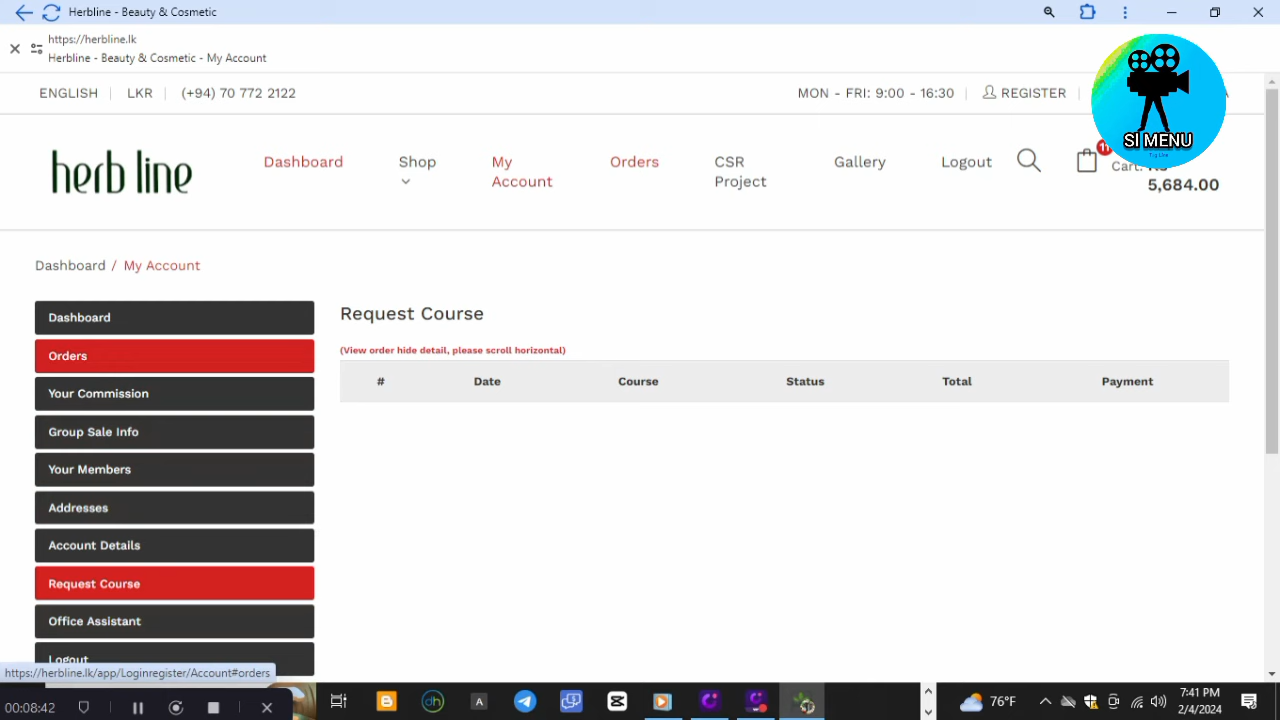 Herbline - Beauty & Cosmetic
https://herbline.lk
Herbline - Beauty & Cosmetic - My Account
ENGLISH LKR (+94) 70 772 2122
MON - FRI: 9:00 - 16:30 REGISTER
SI MENU
herb line
Dashboard Shop My Account Orders CSR Project Gallery Logout
Cart:
5,684.00
Dashboard / My Account
Dashboard
Orders
Your Commission
Group Sale Info
Your Members
Addresses
Account Details
Request Course
Office Assistant
Logout
Request Course
(View order hide detail, please scroll horizontal)
# Date Course Status Total Payment
https://herbline.lk/app/Loginregister/Account#orders
00:08:42
dh
A
76°F
7:41 PM
2/4/2024